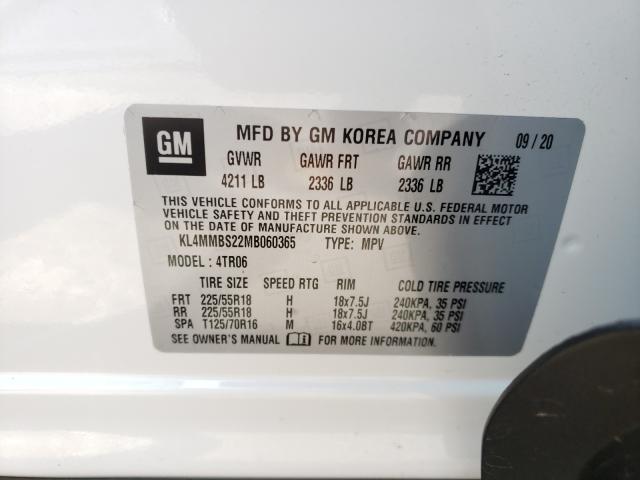 GM MFD BY GM KOREA COMPANY 09/20
GVWR GAWR FRT GAWR RR
4211 LB 2336 LB 2336 LB
THIS VEHICLE CONFORMS TO ALL APPLICABLE U.S. FEDERAL MOTOR
VEHICLE SAFETY AND THEFT PREVENTION STANDARDS IN EFFECT
ON THE DATE OF MANUFACTURE SHOWN ABOVE.
KL4MMBS22MB060365 TYPE: MPV
MODEL: 4TR06
TIRE SIZE SPEED RTG RIM COLD TIRE PRESSURE
FRT 225/55R18 H 18x7.5J 240KPA, 35 PSI
RR 225/55R18 H 18x7.5J 240KPA, 35 PSI
SPA T125/70R16 M 16x4.0BT 420KPA, 60 PSI
SEE OWNER'S MANUAL FOR MORE INFORMATION.